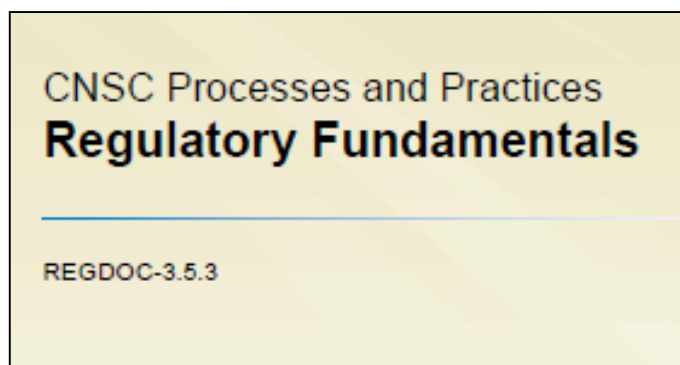 CNSC Processes and Practices
Regulatory Fundamentals
REGDOC-3.5.3